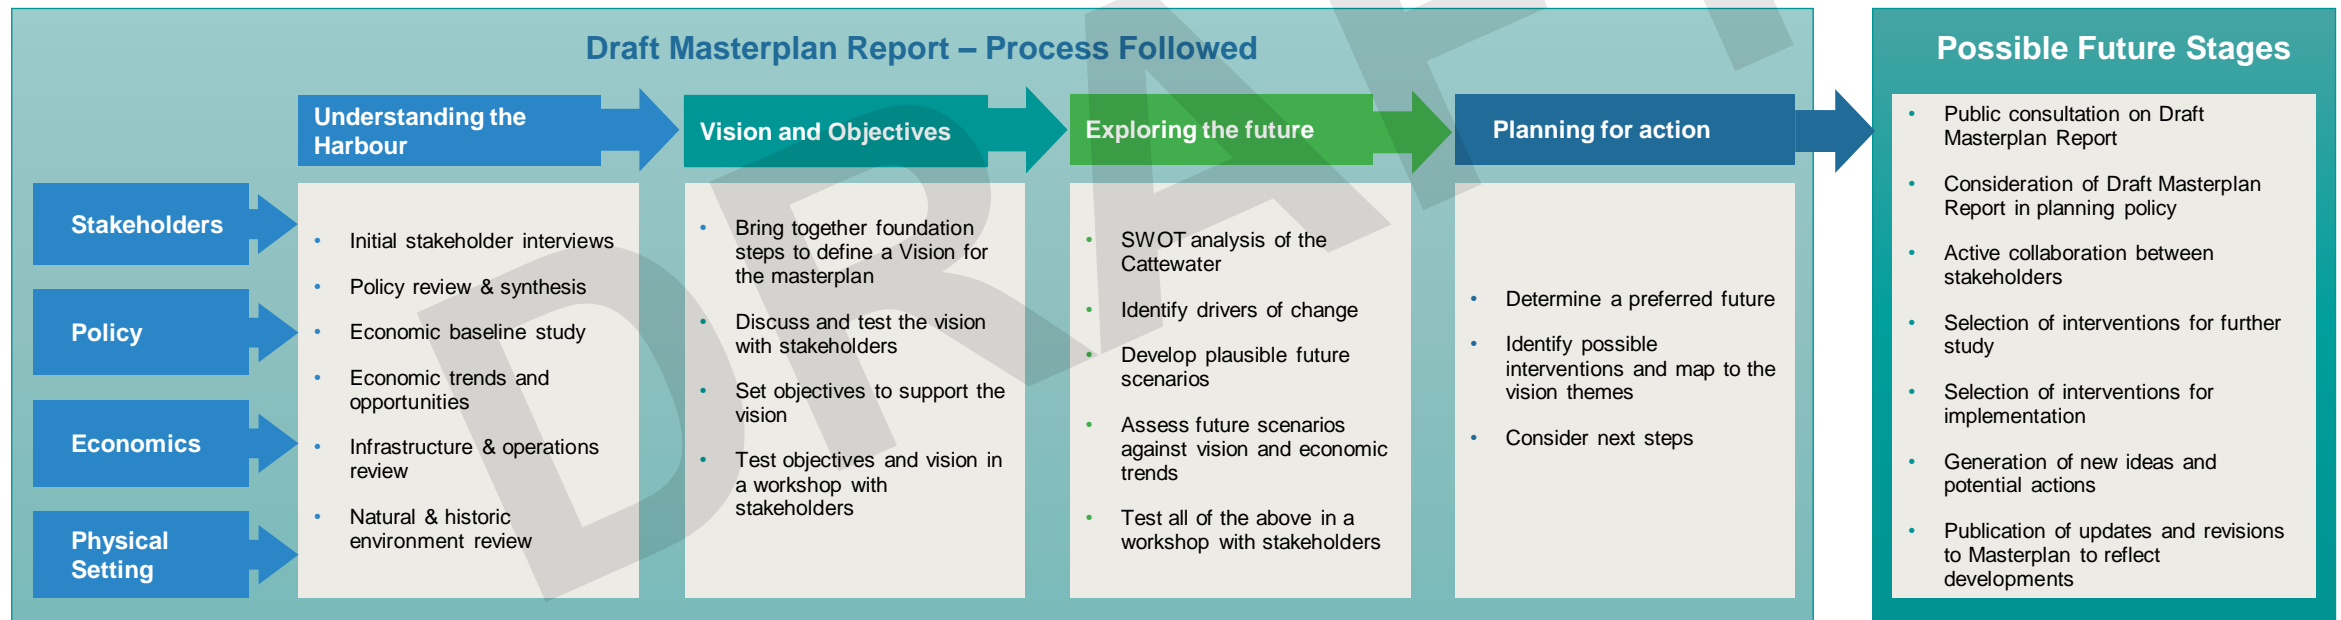 Draft Masterplan Report – Process Followed
Stakeholders
Policy
Economics
Physical
Setting
Understanding the
Harbour
• Initial stakeholder interviews
• Policy review & synthesis
• Economic baseline study
• Economic trends and
opportunities
• Infrastructure & operations
review
• Natural & historic
environment review
Vision and Objectives
• Bring together foundation
steps to define a Vision for
the masterplan
• Discuss and test the vision
with stakeholders
• Set objectives to support the
vision
• Test objectives and vision in
a workshop with
stakeholders
Exploring the future
• SWOT analysis of the
Cattewater
• Identify drivers of change
• Develop plausible future
scenarios
• Assess future scenarios
against vision and economic
trends
• Test all of the above in a
workshop with stakeholders
Planning for action
• Determine a preferred future
• Identify possible
interventions and map to the
vision themes
• Consider next steps
Possible Future Stages
• Public consultation on Draft
Masterplan Report
• Consideration of Draft Masterplan
Report in planning policy
• Active collaboration between
stakeholders
• Selection of interventions for further
study
• Selection of interventions for
implementation
• Generation of new ideas and
potential actions
• Publication of updates and revisions
to Masterplan to reflect
developments
DRAFT